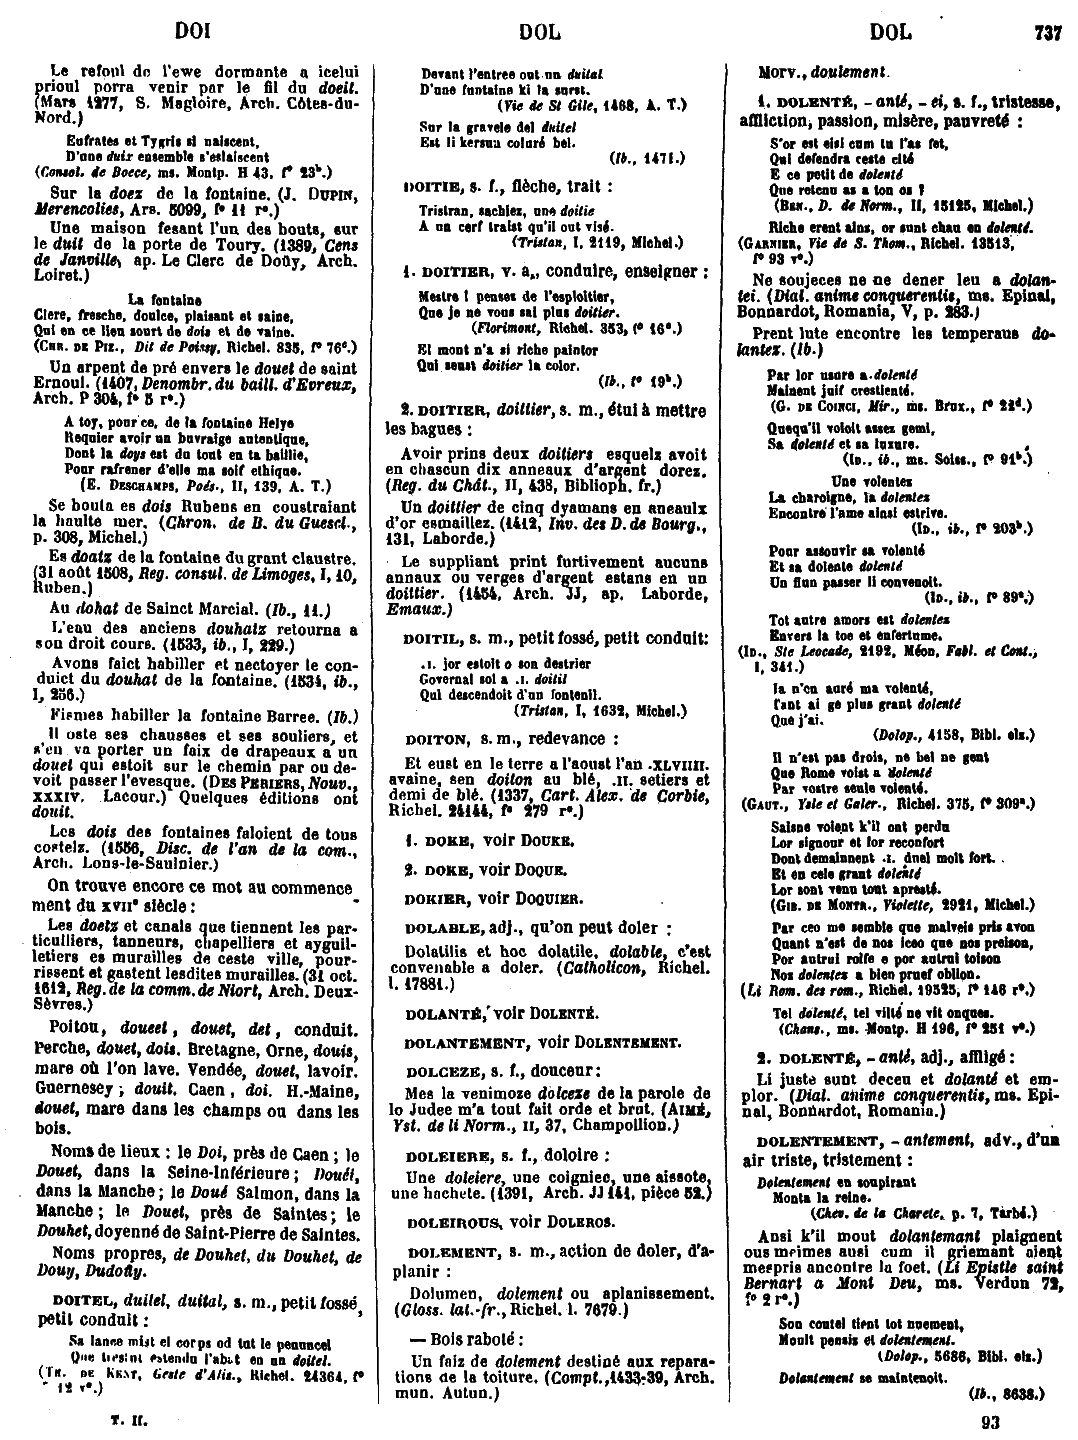 DOI
DOL
DOL
737
Le refoul de l'ewe dormante a icelui
prioul porra venir par le fil du doeit.
(Mars 1277, S. Magloire, Arch. Côtes-du-
Nord.)
Eufrates et Tygris si naiscent,
D'une duix ensemble s'eslaiscent
(Consol. de Boece, ms. Montp. H 43, f° 23ᵇ.)
Sur la doez de la fontaine. (J. DUPIN,
Merencolies, Ars. 5099, f° 11 r°.)
Une maison fesant l'un des bouts, sur
le duit de la porte de Toury. (1389, Cens
de Janville, ap. Le Clerc de Doüy, Arch.
Loiret.)
La fontaine
Clere, fresche, doulce, plaisant et saine,
Qui en ce lieu sourt de dois et de vaine.
(CHR. DE PIZ., Dit de Poissy, Richel. 835, f° 76ᶜ.)
Un arpent de pré envers le douet de saint
Ernoul. (1407, Denombr. du baill. d'Evreux,
Arch. P 304, f° 5 r°.)
A toy, pour ce, de la fontaine Helye
Requier avoir un buvraige autentique,
Dont la doys est du tout en ta baillie,
Pour rafrener d'elle ma soif ethique.
(E. DESCHAMPS, Poés., II, 139, A. T.)
Se bouta es dois Rubens en coustraiant
la haulte mer. (Chron. de B. du Guescl.,
p. 308, Michel.)
Es doatz de la fontaine du grant claustre.
(31 août 1508, Reg. consul. de Limoges, I, 10,
Ruben.)
Au dohat de Sainct Marcial. (Ib., 11.)
L'eau des anciens douhatz retourna a
son droit cours. (1533, ib., I, 229.)
Avons faict habiller et nectoyer le con-
duict du douhat de la fontaine. (1534, ib.,
I, 256.)
Fismes habiller la fontaine Barree. (Ib.)
Il oste ses chausses et ses souliers, et
s'en va porter un faix de drapeaux a un
douet qui estoit sur le chemin par ou de-
voit passer l'evesque. (DES PERIERS, Nouv.,
XXXIV. Lacour.) Quelques éditions ont
douit.
Les dois des fontaines faloient de tous
costelz. (1556, Disc. de l'an de la com.,
Arch. Lons-le-Saulnier.)
On trouve encore ce mot au commence
ment du XVIIᵉ siècle :
Les doetz et canals que tiennent les par-
ticulliers, tanneurs, chapelliers et ayguil-
letiers es murailles de ceste ville, pour-
rissent et gastent lesdites murailles. (31 oct.
1612, Reg. de la comm. de Niort, Arch. Deux-
Sèvres.)
Poitou, doueet, douet, det, conduit.
Perche, douet, dois. Bretagne, Orne, douis,
mare où l'on lave. Vendée, douet, lavoir.
Guernesey ; douit. Caen, doi. H.-Maine,
douet, mare dans les champs ou dans les
bois.
Noms de lieux : le Doi, près de Caen ; le
Douet, dans la Seine-Inférieure ; Douét,
dans la Manche ; le Doué Salmon, dans la
Manche ; le Douet, près de Saintes ; le
Douhet, doyenné de Saint-Pierre de Saintes.
Noms propres, de Douhet, du Douhet, de
Douy, Dudoüy.
DOITEL, duitel, duital, s. m., petit fossé,
petit conduit :
Sa lance mist el corps od tut le penuncel
Que tresint estendu l'abat en un doitel.
(TH. DE KENT, Geste d'Alis., Richel. 24364, f°
12 v°.)
T. II.
Devant l'entree out un duitel
D'une funtaine ki la surst.
(Vie de St Gile, 1468, A. T.)
Sur la gravele del duitel
Est li kersun coluré bel.
(Ib., 1471.)
DOITIE, s. f., flèche, trait :
Tristran, sachiez, une doitie
A un cerf traist qu'il out visé.
(Tristan, I, 2119, Michel.)
1. DOITIER, v. a., conduire, enseigner :
Mestre ! pensez de l'esploitier,
Que je ne vous sai plus doitier.
(Florimont, Richel. 353, f° 16ᵃ.)
El mont n'a si riche paintor
Qui seust doitier la color.
(Ib., f° 19ᵇ.)
2. DOITIER, doittier, s. m., étui à mettre
les bagues :
Avoir prins deux doitiers esquelz avoit
en chascun dix anneaux d'argent dorez.
(Reg. du Chât., II, 438, Biblioph. fr.)
Un doittier de cinq dyamans en aneaulx
d'or esmaillez. (1412, Inv. des D. de Bourg.,
131, Laborde.)
Le suppliant print furtivement aucuns
annaux ou verges d'argent estans en un
doittier. (1454, Arch. JJ, ap. Laborde,
Emaux.)
DOITIL, s. m., petit fossé, petit conduit:
.I. jor estoit o son destrier
Governal sol a .I. doitil
Qui descendoit d'un fontenil.
(Tristan, I, 1632, Michel.)
DOITON, s. m., redevance :
Et eust en le terre a l'aoust l'an .XLVIIII.
avaine, sen doiton au blé, .II. setiers et
demi de blé. (1337, Cart. Alex. de Corbie,
Richel. 24144, f° 279 r°.)
1. DOKE, voir DOUKE.
2. DOKE, voir DOQUE.
DOKIER, voir DOQUIER.
DOLABLE, adj., qu'on peut doler :
Dolatilis et hoc dolatile, dolable, c'est
convenable a doler. (Catholicon, Richel.
l. 17881.)
DOLANTÉ, voir DOLENTÉ.
DOLANTEMENT, voir DOLENTEMENT.
DOLCEZE, s. f., douceur :
Mes la venimoze dolceze de la parole de
lo Judee m'a tout fait orde et brut. (AIMÉ,
Yst. de li Norm., II, 37, Champollion.)
DOLEIERE, s. f., doloire :
Une doleiere, une coigniee, une aissote,
une hachete. (1391, Arch. JJ 141, pièce 52.)
DOLEIROUS, voir DOLEROS.
DOLEMENT, s. m., action de doler, d'a-
planir :
Dolumen, dolement ou aplanissement.
(Gloss. lat.-fr., Richel. l. 7679.)
— Bois raboté :
Un faiz de dolement destiné aux repara-
tions de la toiture. (Compt., 1433-39, Arch.
mun. Autun.)
Morv., doulement.
1. DOLENTÉ, - anté, - ei, s. f., tristesse,
affliction, passion, misère, pauvreté :
S'or est eisi cum tu l'as fet,
Qui defendra ceste cité
E ce petit de dolenté
Que retenu as a ton os ?
(BEN., D. de Norm., II, 15125, Michel.)
Riche erent ains, or sunt chau en dolenté.
(GARNIER, Vie de S. Thom., Richel. 13513,
f° 93 v°.)
Ne soujeces ne ne dener leu a dolan-
tei. (Dial. anime conquerentis, ms. Epinal,
Bonnardot, Romania, V, p. 283.)
Prent lute encontre les temperaus do-
lantez. (Ib.)
Par lor usure a dolenté
Mainent juif crestienté.
(G. DE COINCI, Mir., ms. Brux., f° 22ᵈ.)
Quequ'il voloit assez gemi,
Sa dolenté et sa luxure.
(ID., ib., ms. Soiss., f° 91ᵇ.)
Une volentez
La charoigne, la dolentez
Encontre l'ame ainsi estrive.
(ID., ib., f° 203ᵇ.)
Pour assouvir sa volenté
Et sa dolente dolenté
Un flun passer li convenoit.
(ID., ib., f° 89ᵃ.)
Tot autre amors est dolentez
Envers la toe et enfertume.
(ID., Ste Leocade, 2192, Méon, Fabl. et Cont.,
I, 341.)
Ja n'en auré ma volenté,
Tant ai ge plus grant dolenté
Que j'ai.
(Dolop., 4158, Bibl. elz.)
Il n'est pas drois, ne bel ne gent
Que Rome voist a dolenté
Par vostre seule volenté.
(GAUT., Ysle et Galer., Richel. 375, f° 309ᵃ.)
Saisne voient k'il ont perdu
Lor signour et lor reconfort
Dont demainnent .I. duel molt fort.
Et en cele grant dolenté
Lor sont venu tout apresté.
(GIB. DE MONTR., Violette, 2921, Michel.)
Par ceo me semble que malveis pris avon
Quant n'est de nos iceo que nos preison,
Por autrui roife e por autrui toison
Nos dolentez a bien pruef oblion.
(Li Rom. des rom., Richel. 19525, f° 146 r°.)
Tel dolenté, tel vilté ne vit onques.
(Chans., ms. Montp. H 196, f° 251 v°.)
2. DOLENTÉ, - anté, adj., affligé :
Li juste sunt deceu et dolanté et em-
plor. (Dial. anime conquerentis, ms. Epi-
nal, Bonnardot, Romania.)
DOLENTEMENT, - antement, adv., d'un
air triste, tristement :
Dolentement en soupirant
Monta la reine.
(Chev. de la Charete, p. 7, Tarbé.)
Ansi k'il mout dolantemant plaignent
ous meimes ausi cum il griemant aient
mespris ancontre la foet. (Li Epistle saint
Bernart a Mont Deu, ms. Verdun 72,
f° 2 r°.)
Son coutel tient tot nuement,
Moult pensis et dolentement.
(Dolop., 5686, Bibl. elz.)
Dolantement se maintenoit.
(Ib., 8638.)
93